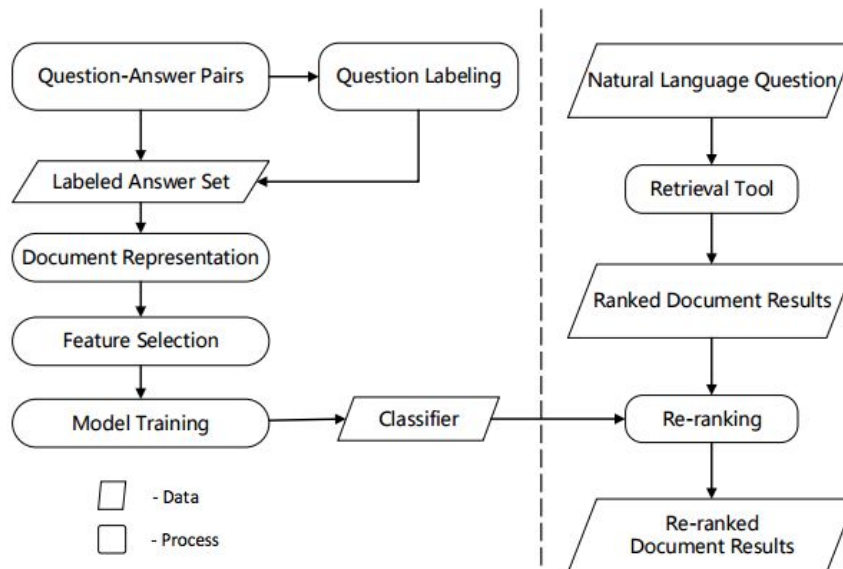 Question-Answer Pairs
Question Labeling
Labeled Answer Set
Document Representation
Feature Selection
Model Training
Classifier
- Data
- Process
Natural Language Question
Retrieval Tool
Ranked Document Results
Re-ranking
Re-ranked
Document Results